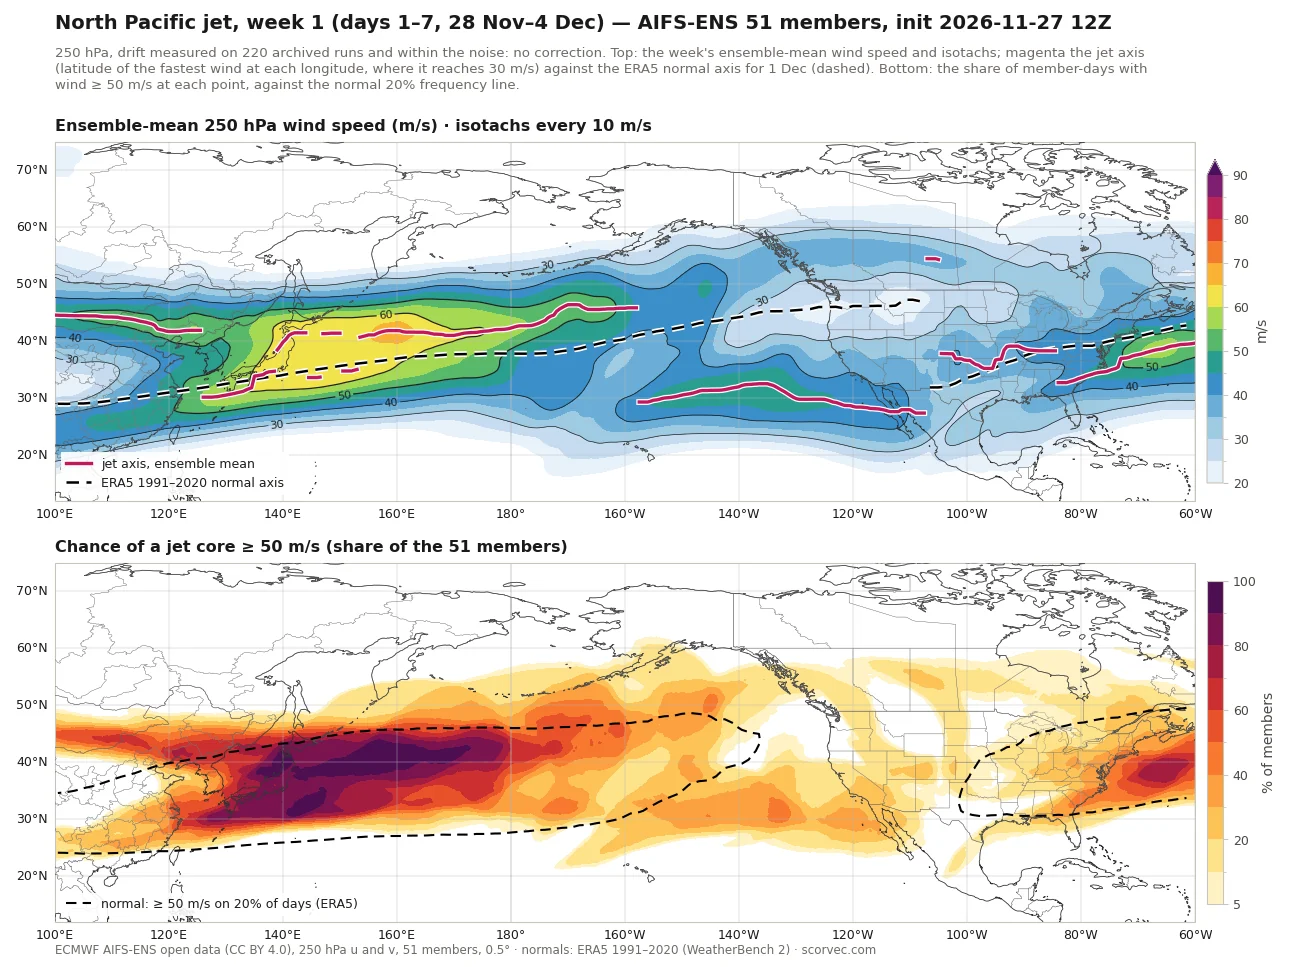 North Pacific jet, week 1 (days 1–7, 28 Nov–4 Dec) — AIFS-ENS 51 members, init 2026-11-27 12Z
250 hPa, drift measured on 220 archived runs and within the noise: no correction. Top: the week's ensemble-mean wind speed and isotachs; magenta the jet axis
(latitude of the fastest wind at each longitude, where it reaches 30 m/s) against the ERA5 normal axis for 1 Dec (dashed). Bottom: the share of member-days with
wind ≥ 50 m/s at each point, against the normal 20% frequency line.
Ensemble-mean 250 hPa wind speed (m/s) · isotachs every 10 m/s
70°N
60°N
50°N
40°N
30°N
20°N
30
60
30
40
30
50
40
30
50
40
jet axis, ensemble mean
ERA5 1991–2020 normal axis
100°E 120°E 140°E 160°E 180° 160°W 140°W 120°W 100°W 80°W 60°W
90
80
70
60
50
40
30
20
m/s
Chance of a jet core ≥ 50 m/s (share of the 51 members)
70°N
60°N
50°N
40°N
30°N
20°N
normal: ≥ 50 m/s on 20% of days (ERA5)
100°E 120°E 140°E 160°E 180° 160°W 140°W 120°W 100°W 80°W 60°W
100
80
60
40
20
5
% of members
ECMWF AIFS-ENS open data (CC BY 4.0), 250 hPa u and v, 51 members, 0.5° · normals: ERA5 1991–2020 (WeatherBench 2) · scorvec.com